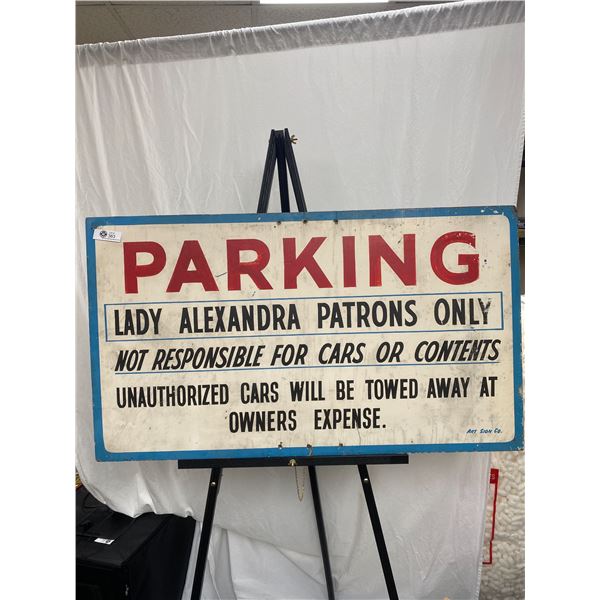 PARKING
LADY ALEXANDRA PATRONS ONLY
NOT RESPONSIBLE FOR CARS OR CONTENTS
UNAUTHORIZED CARS WILL BE TOWED AWAY AT
OWNERS EXPENSE.
ART SIGN CO.